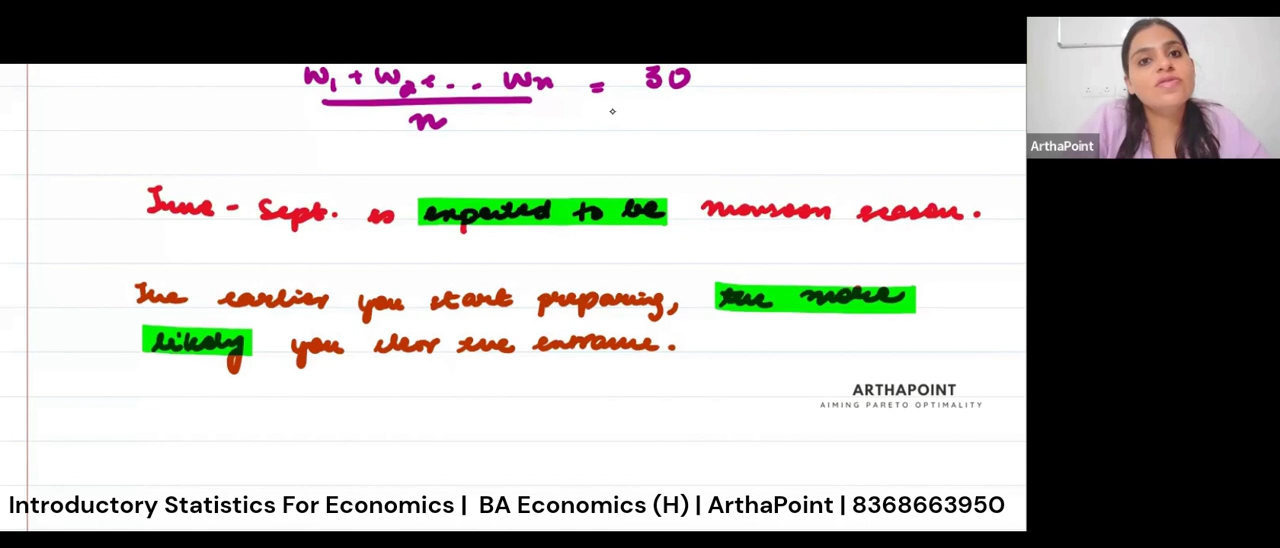 w₁ + w₂ + . . . wn = 30
n
June - Sept. is expected to be monsoon season.
The earlier you start preparing, the more
likely you clear the entrance.
ARTHAPOINT
AIMING PARETO OPTIMALITY
ArthaPoint
Introductory Statistics For Economics | BA Economics (H) | ArthaPoint | 8368663950